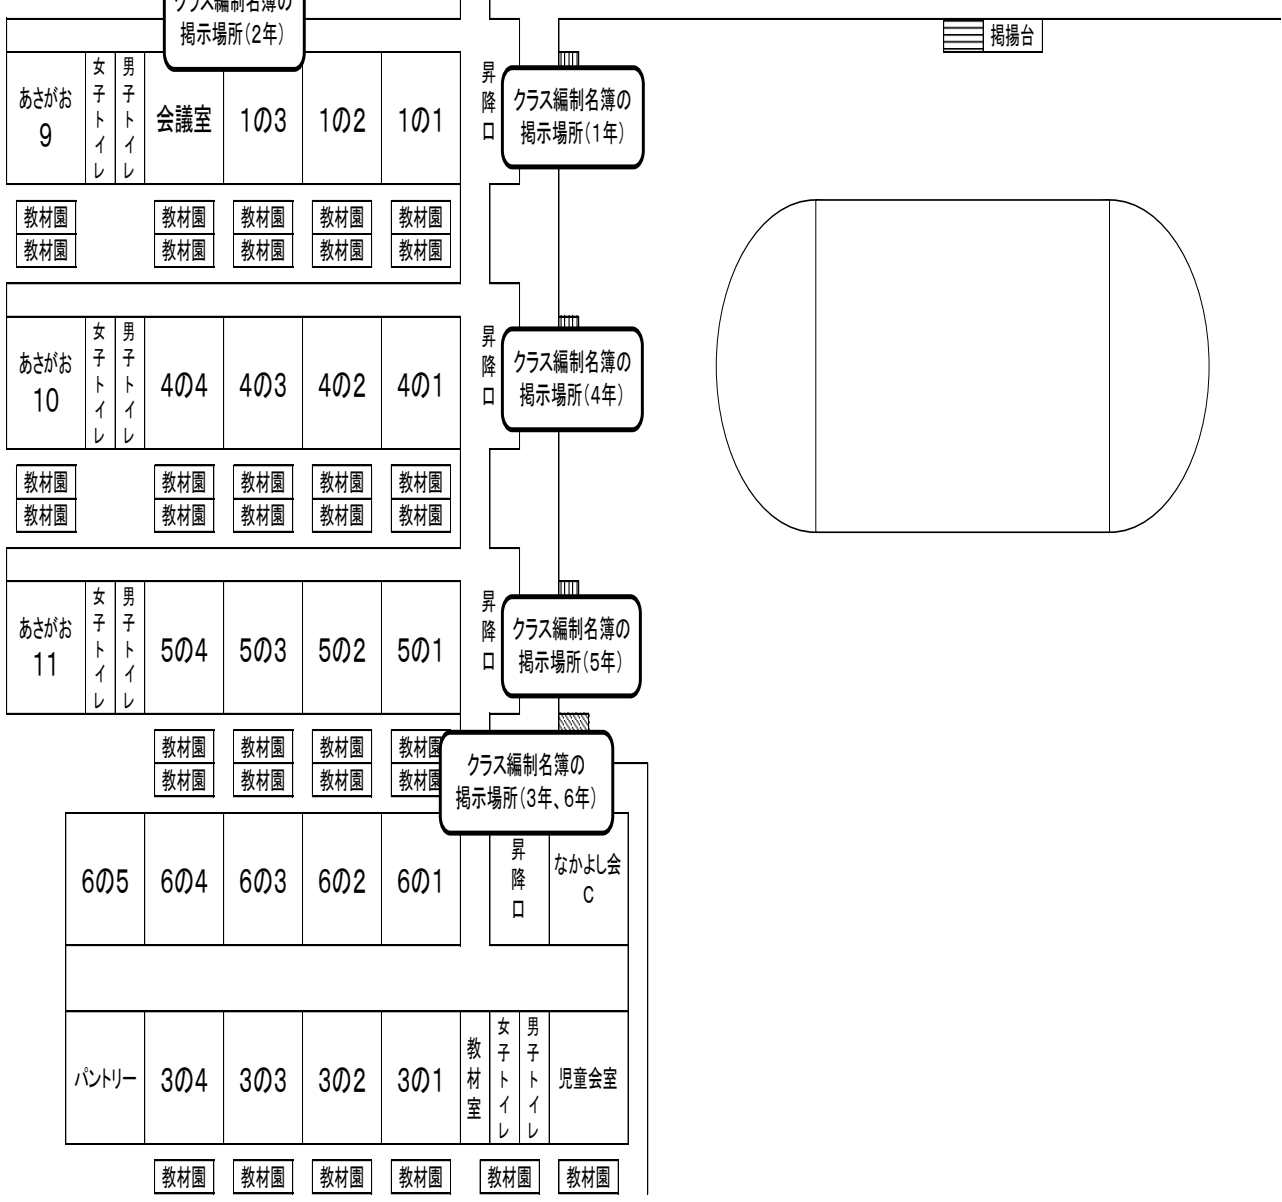 クラス編制名簿の
掲示場所(2年)
掲揚台
あさがお
9
女子トイレ
男子トイレ
会議室
1の3
1の2
1の1
昇降口
クラス編制名簿の
掲示場所(1年)
教材園
教材園
教材園
教材園
教材園
教材園
教材園
教材園
教材園
教材園
あさがお
10
女子トイレ
男子トイレ
4の4
4の3
4の2
4の1
昇降口
クラス編制名簿の
掲示場所(4年)
教材園
教材園
教材園
教材園
教材園
教材園
教材園
教材園
教材園
教材園
あさがお
11
女子トイレ
男子トイレ
5の4
5の3
5の2
5の1
昇降口
クラス編制名簿の
掲示場所(5年)
教材園
教材園
教材園
教材園
教材園
教材園
教材園
教材園
クラス編制名簿の
掲示場所(3年、6年)
6の5
6の4
6の3
6の2
6の1
昇降口
なかよし会
C
パントリー
3の4
3の3
3の2
3の1
教材室
女子トイレ
男子トイレ
児童会室
教材園
教材園
教材園
教材園
教材園
教材園